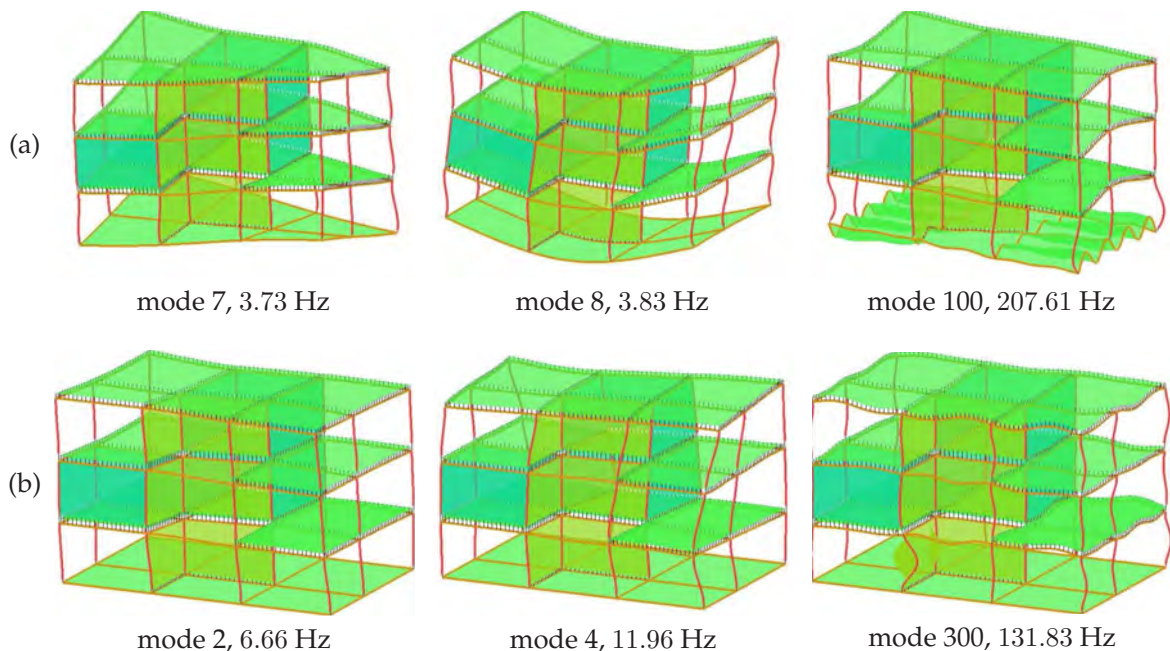 (a)
mode 7, 3.73 Hz
mode 8, 3.83 Hz
mode 100, 207.61 Hz
(b)
mode 2, 6.66 Hz
mode 4, 11.96 Hz
mode 300, 131.83 Hz